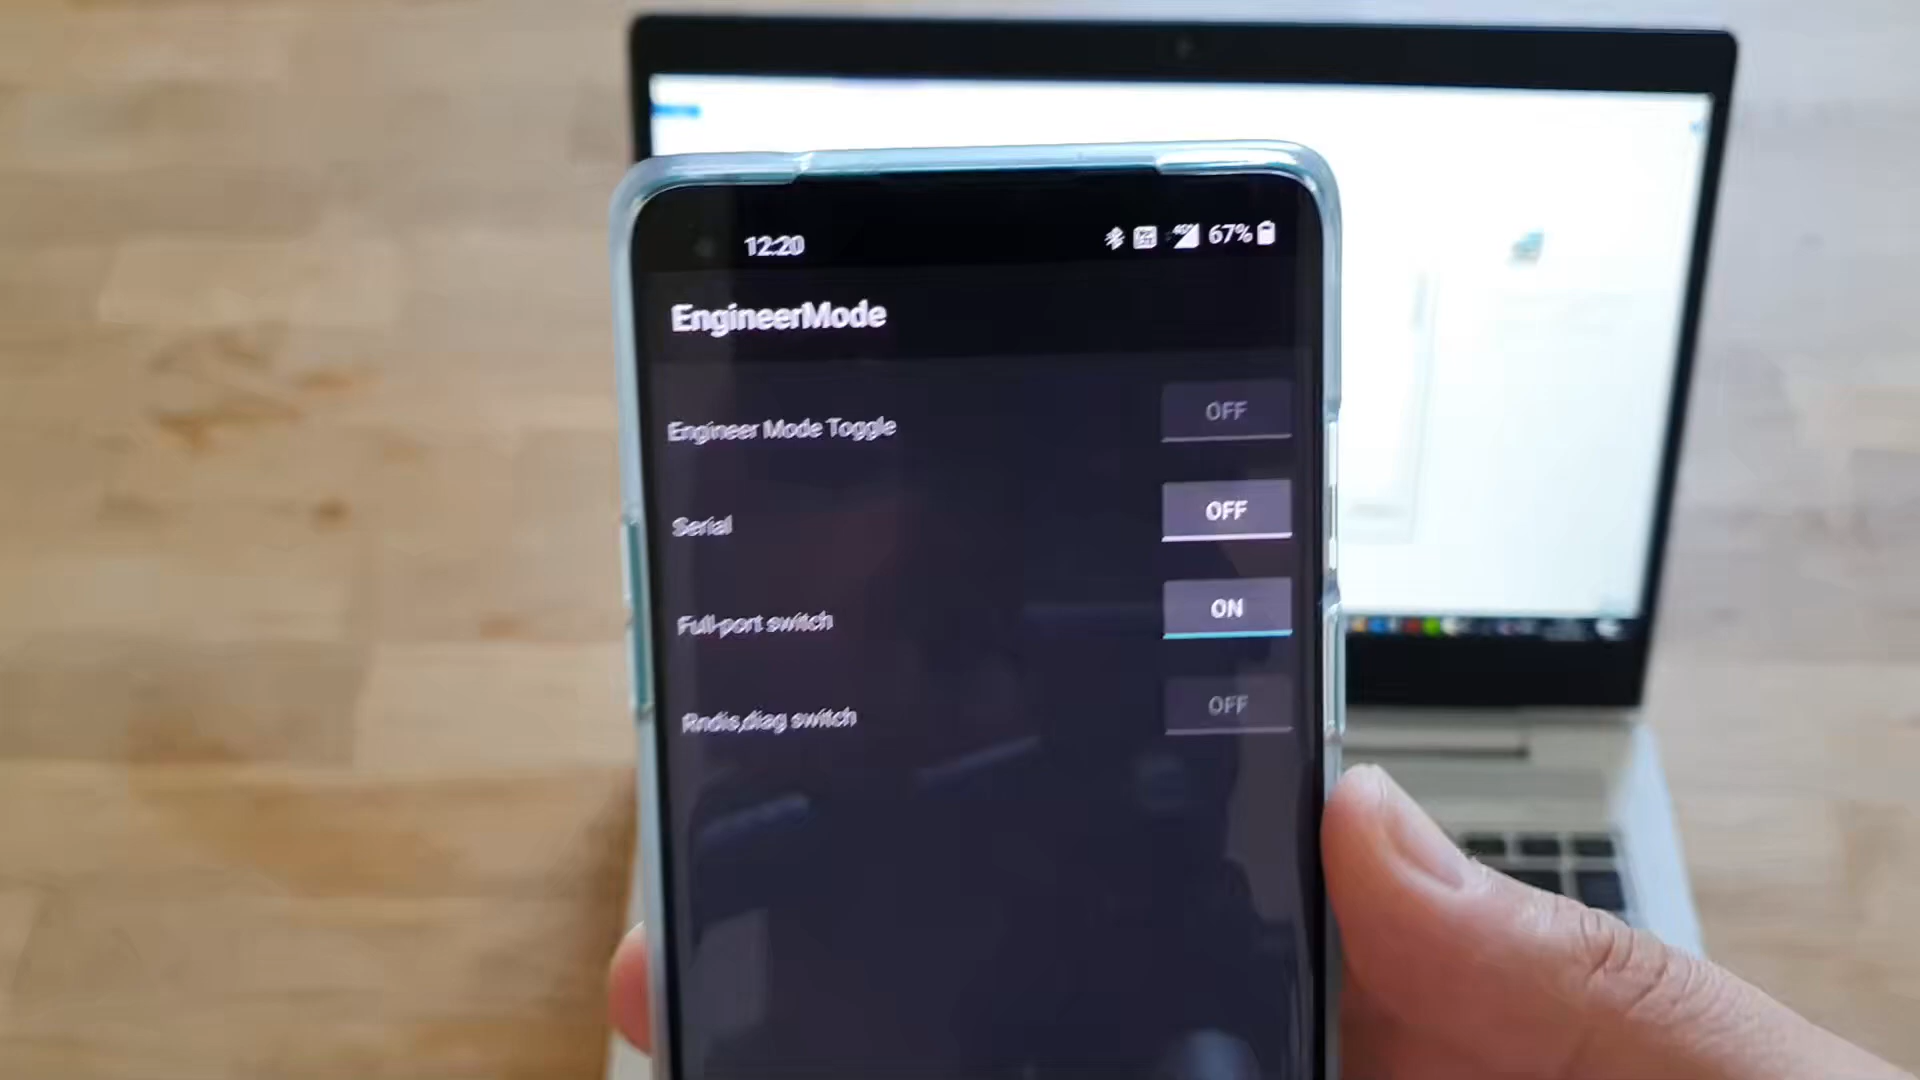 12:20
67%
EngineerMode
Engineer Mode Toggle
OFF
Serial
OFF
Full-port switch
ON
Rndis,diag switch
OFF